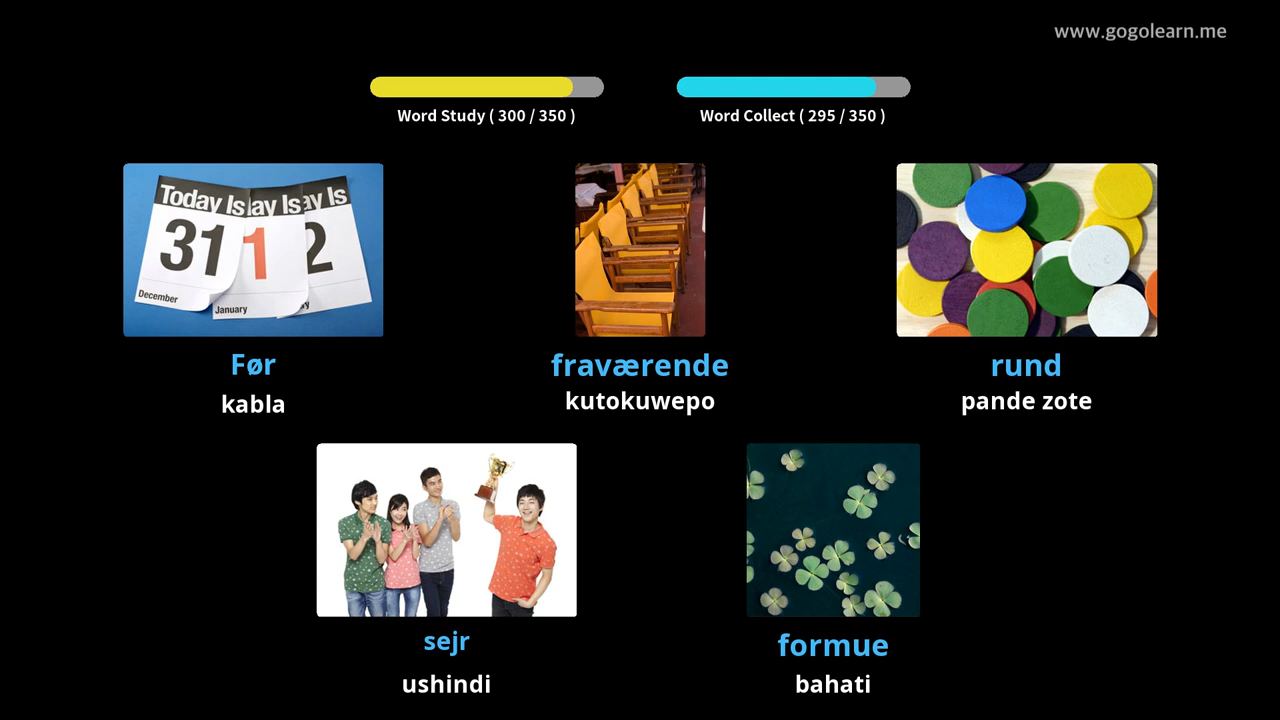 www.gogolearn.me
Word Study ( 300 / 350 )
Word Collect ( 295 / 350 )
Today Is
ay Is
ay Is
31
1
2
December
January
ry
Før
fraværende
rund
kabla
kutokuwepo
pande zote
sejr
formue
ushindi
bahati